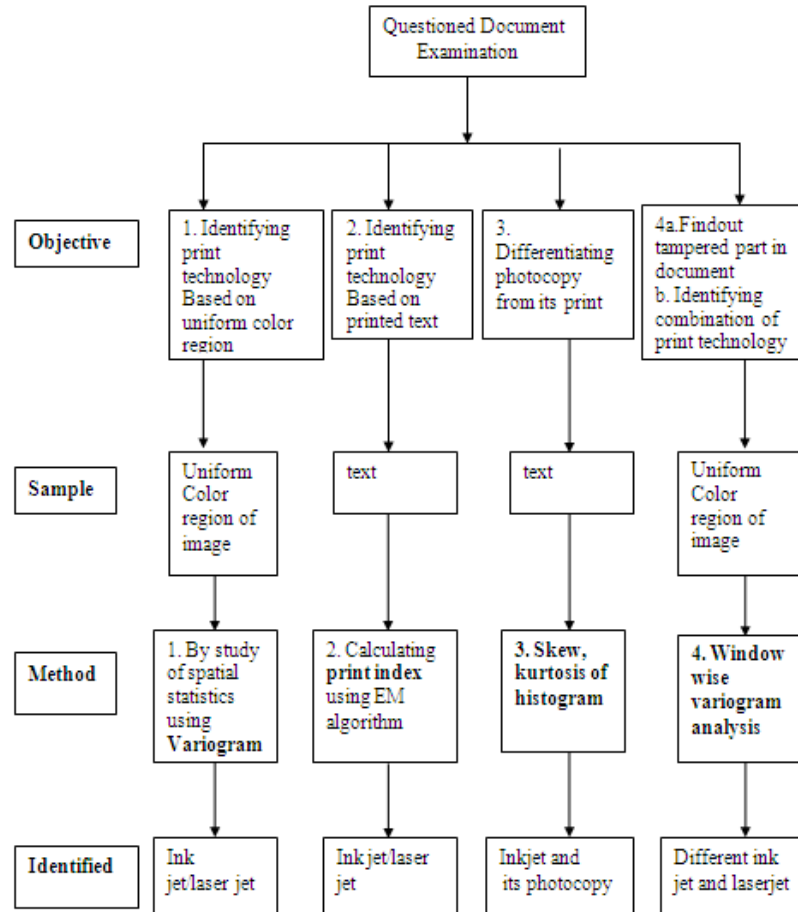 Questioned Document
Examination
Objective
1. Identifying
print
technology
Based on
uniform color
region
2. Identifying
print
technology
Based on
printed text
3.
Differentiating
photocopy
from its print
4a.Findout
tampered part in
document
b. Identifying
combination of
print technology
Sample
Uniform
Color
region of
image
text
text
Uniform
Color
region of
image
Method
1. By study
of spatial
statistics
using
Variogram
2. Calculating
print index
using EM
algorithm
3. Skew,
kurtosis of
histogram
4. Window
wise
variogram
analysis
Identified
Ink
jet/laser jet
Ink jet/laser
jet
Inkjet and
its photocopy
Different ink
jet and laserjet